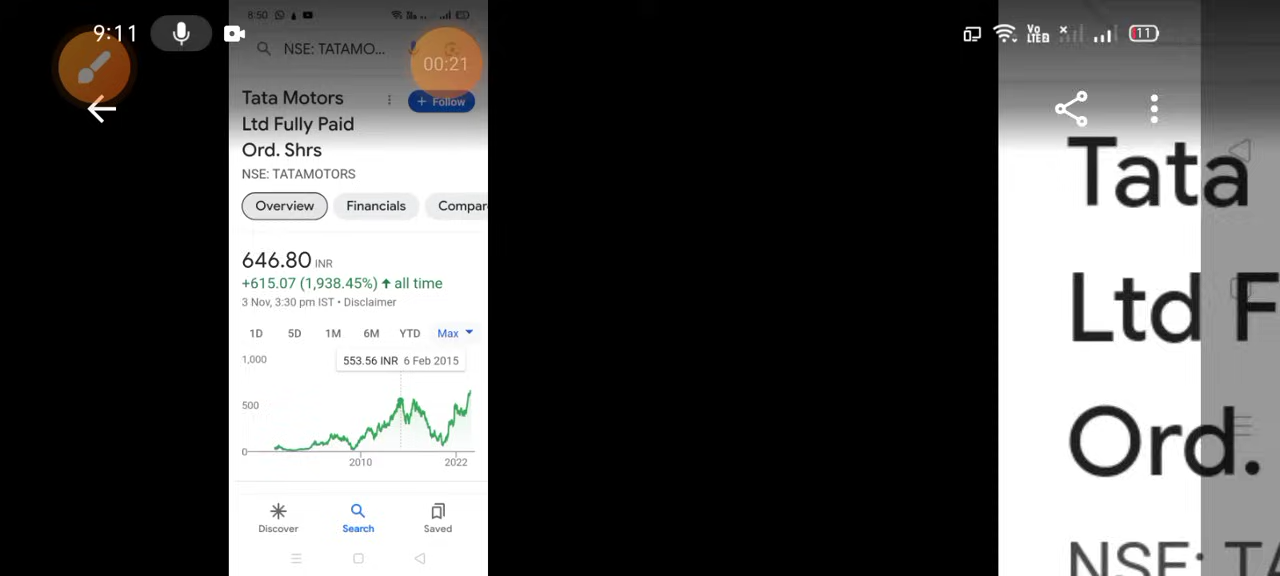 9:11
11
8:50
NSE: TATAMO...
00:21
Tata Motors
Ltd Fully Paid
Ord. Shrs
+ Follow
NSE: TATAMOTORS
Overview
Financials
Compar
646.80 INR
+615.07 (1,938.45%) ↑ all time
3 Nov, 3:30 pm IST • Disclaimer
1D 5D 1M 6M YTD Max
1,000
553.56 INR 6 Feb 2015
500
0
2010 2022
Discover Search Saved
Tata
Ltd F
Ord.
NSE: TA